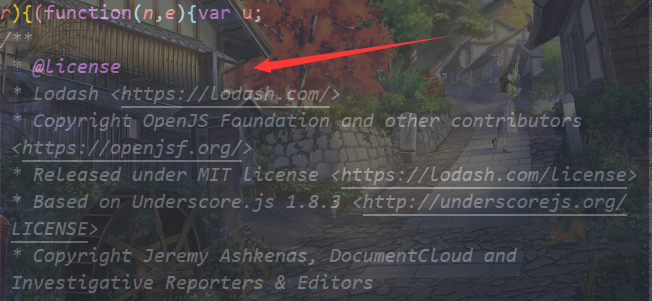 r){(function(n,e){var u;
/**
* @license
* Lodash <https://lodash.com/>
* Copyright OpenJS Foundation and other contributors
<https://openjsf.org/>
* Released under MIT license <https://lodash.com/license>
* Based on Underscore.js 1.8.3 <http://underscorejs.org/
LICENSE>
* Copyright Jeremy Ashkenas, DocumentCloud and
Investigative Reporters & Editors